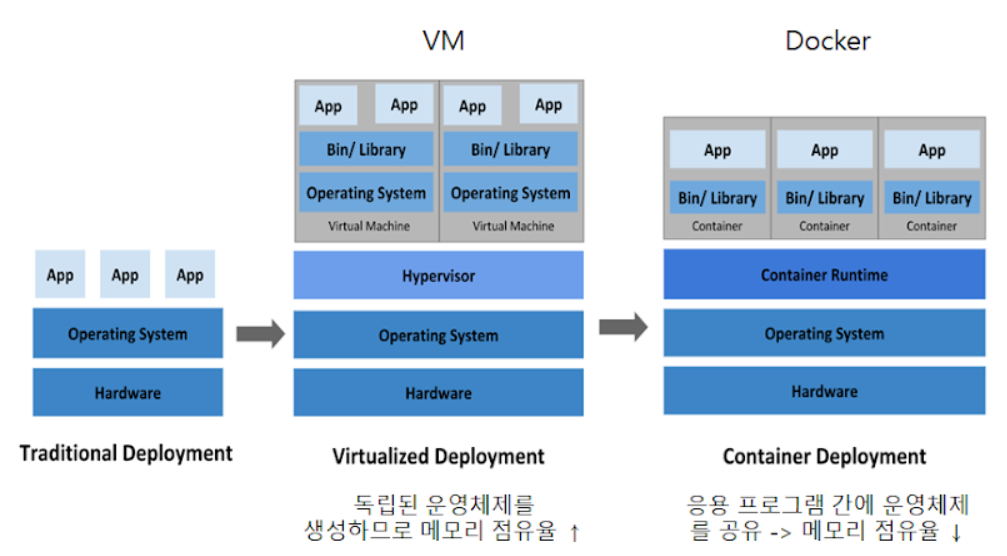 VM
Docker
App
App
App
Operating System
Hardware
Traditional Deployment
App
App
App
App
Bin/ Library
Bin/ Library
Operating System
Operating System
Virtual Machine
Virtual Machine
Hypervisor
Operating System
Hardware
Virtualized Deployment
독립된 운영체제를
생성하므로 메모리 점유율 ↑
App
App
App
Bin/ Library
Bin/ Library
Bin/ Library
Container
Container
Container
Container Runtime
Operating System
Hardware
Container Deployment
응용 프로그램 간에 운영체제
를 공유 -> 메모리 점유율 ↓